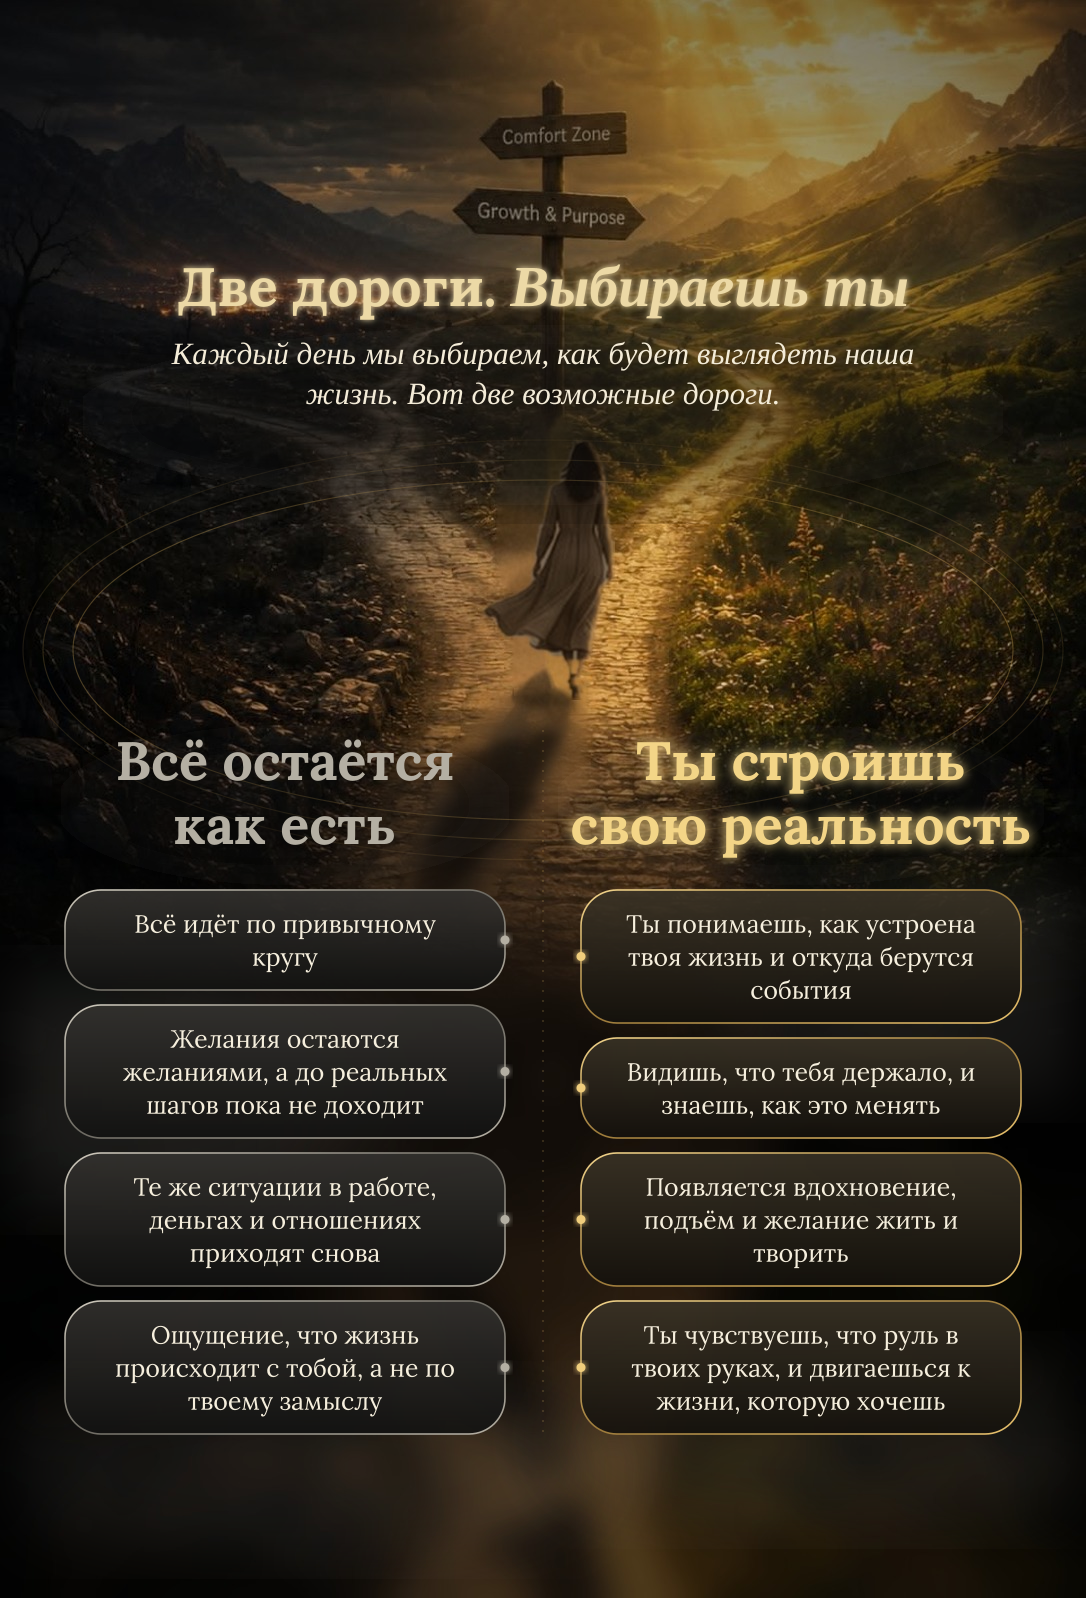 Comfort Zone
Growth & Purpose
Две дороги. Выбираешь ты
Каждый день мы выбираем, как будет выглядеть наша
жизнь. Вот две возможные дороги.
Всё остаётся
как есть
Всё идёт по привычному
кругу
Желания остаются
желаниями, а до реальных
шагов пока не доходит
Те же ситуации в работе,
деньгах и отношениях
приходят снова
Ощущение, что жизнь
происходит с тобой, а не по
твоему замыслу
Ты строишь
свою реальность
Ты понимаешь, как устроена
твоя жизнь и откуда берутся
события
Видишь, что тебя держало, и
знаешь, как это менять
Появляется вдохновение,
подъём и желание жить и
творить
Ты чувствуешь, что руль в
твоих руках, и двигаешься к
жизни, которую хочешь